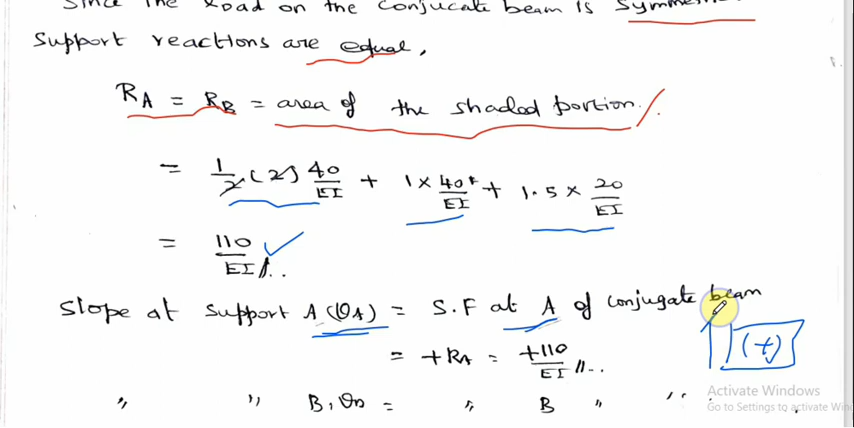 Since the load on the conjucate beam is
Support reactions are equal,
RA = RB = area of the shaded portion.
= 1/2 (2) 40/EI + 1 × 40/EI + 1.5 × 20/EI
= 110/EI //..
Slope at support A (θA) = S.F at A of conjugate beam
= +RA = +110/EI //..
(+)
〃 〃 B, θB = 〃 B 〃 〃 .
Activate Windows
Go to Settings to activate Win